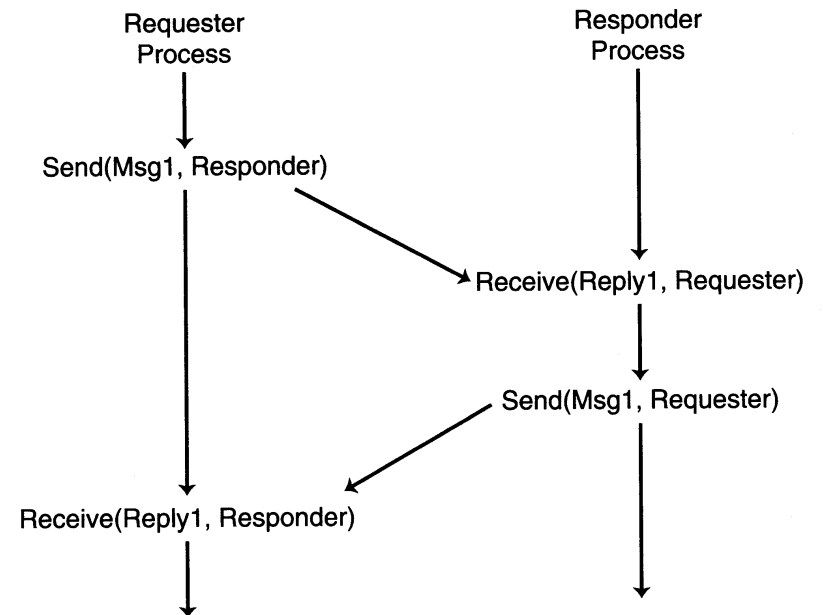 Requester
Process
Responder
Process
Send(Msg1, Responder)
Receive(Reply1, Requester)
Send(Msg1, Requester)
Receive(Reply1, Responder)